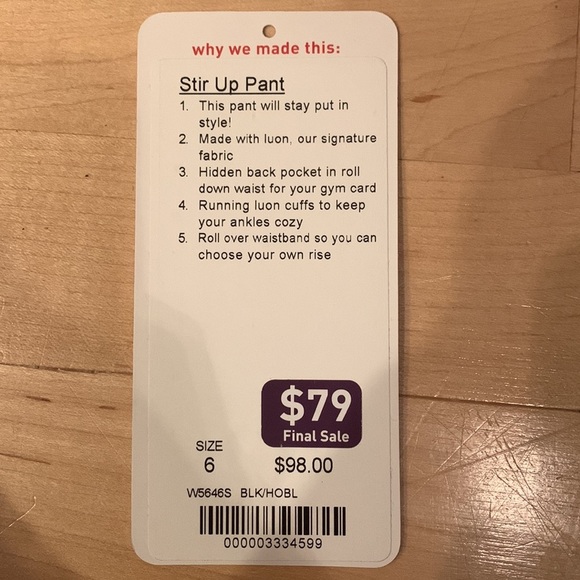 why we made this:
Stir Up Pant
1. This pant will stay put in
style!
2. Made with luon, our signature
fabric
3. Hidden back pocket in roll
down waist for your gym card
4. Running luon cuffs to keep
your ankles cozy
5. Roll over waistband so you can
choose your own rise
$79
Final Sale
SIZE
6 $98.00
W5646S BLK/HOBL
000003334599